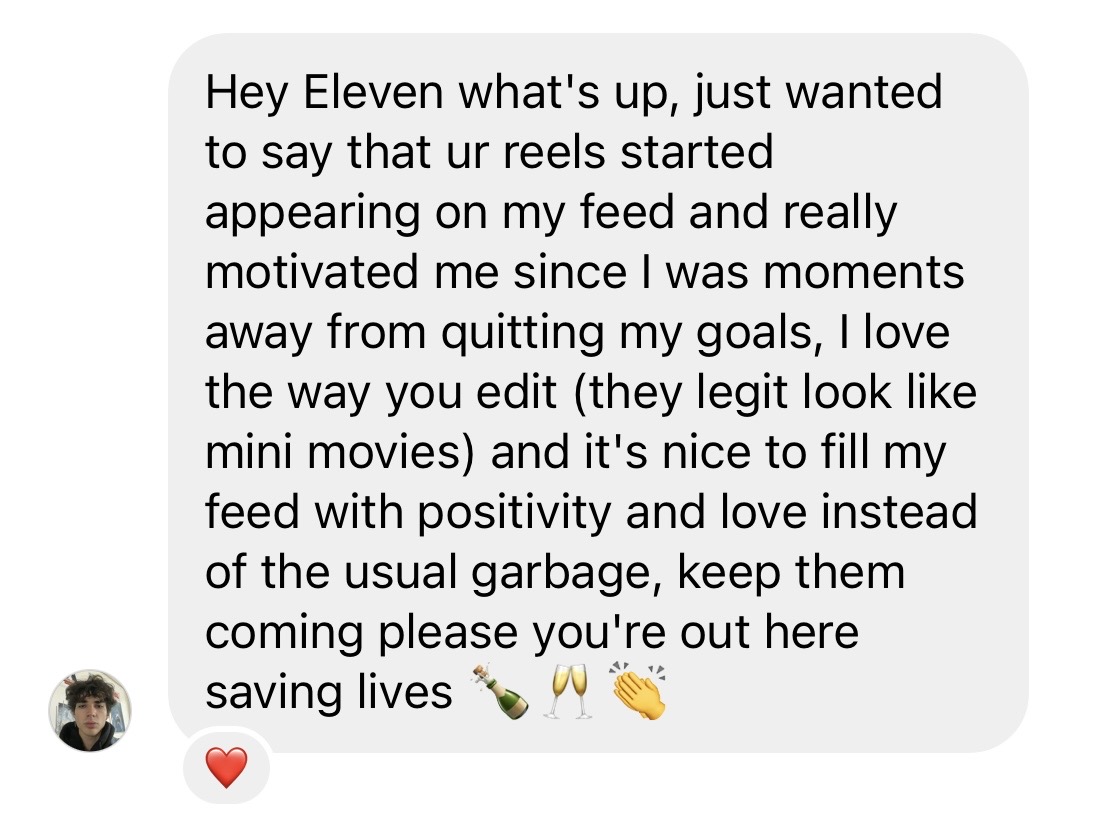 Hey Eleven what's up, just wanted
to say that ur reels started
appearing on my feed and really
motivated me since I was moments
away from quitting my goals, I love
the way you edit (they legit look like
mini movies) and it's nice to fill my
feed with positivity and love instead
of the usual garbage, keep them
coming please you're out here
saving lives 🍾🥂👏
❤️